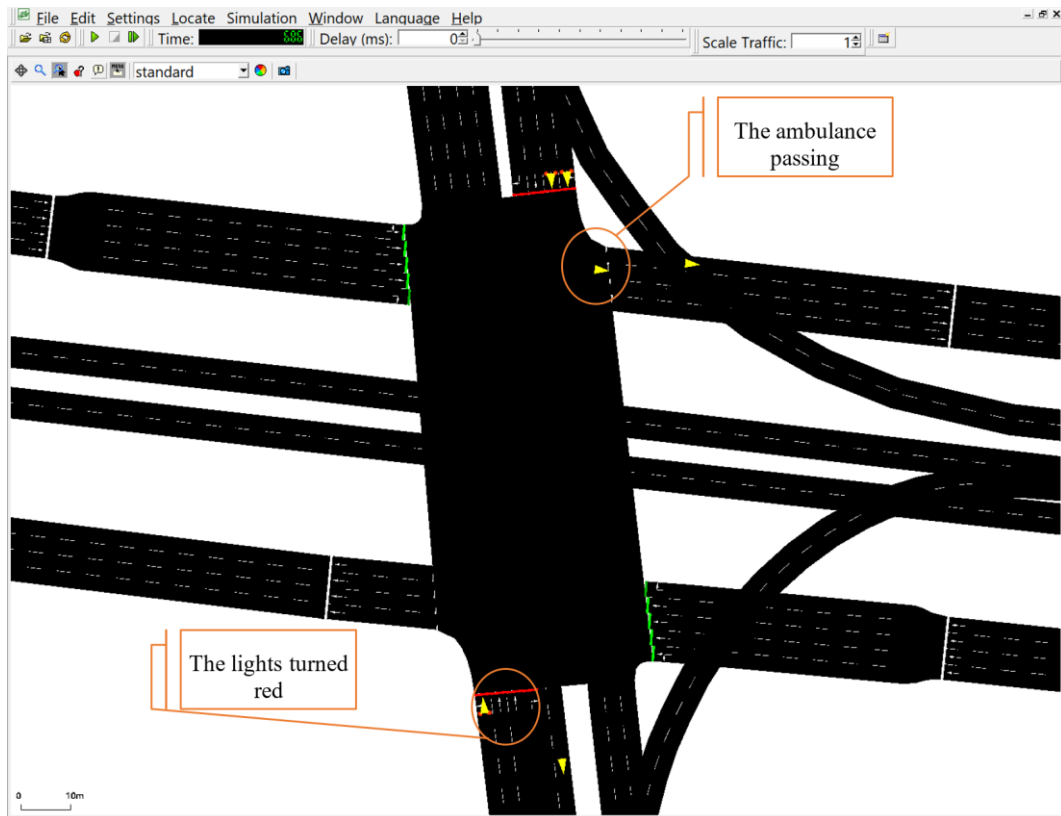 File Edit Settings Locate Simulation Window Language Help
Time: 686 Delay (ms): 0 Scale Traffic: 1
standard
The ambulance
passing
The lights turned
red
0 10m